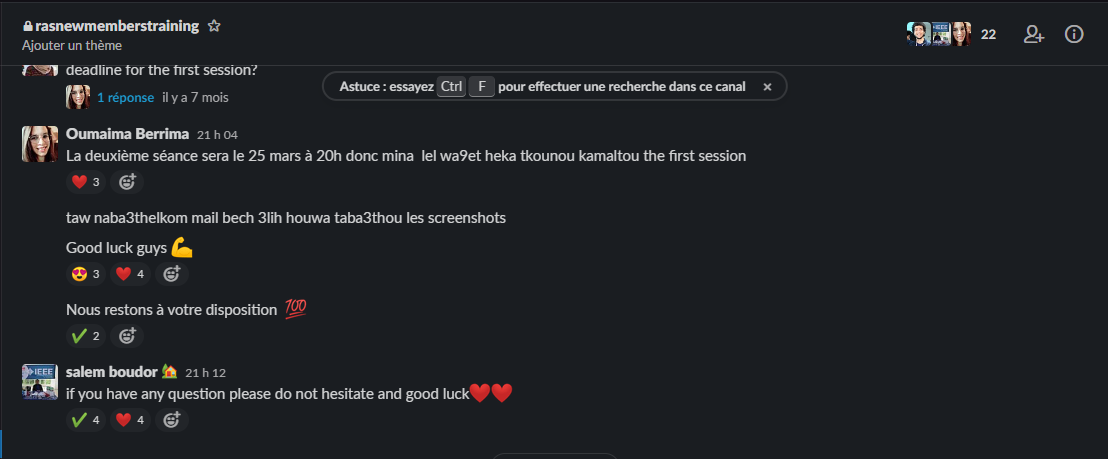 rasnewmemberstraining
22
Ajouter un thème
deadline for the first session?
Astuce : essayez Ctrl F pour effectuer une recherche dans ce canal
1 réponse il y a 7 mois
Oumaima Berrima 21 h 04
La deuxième séance sera le 25 mars à 20h donc mina lel wa9et heka tkounou kamaltou the first session
❤️ 3
taw naba3thelkom mail bech 3lih houwa taba3thou les screenshots
Good luck guys 💪
😍 3 ❤️ 4
Nous restons à votre disposition 💯
✔️ 2
IEEE
salem boudor 🏡 21 h 12
if you have any question please do not hesitate and good luck❤️❤️
✔️ 4 ❤️ 4